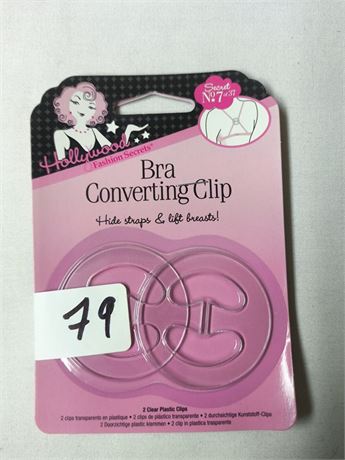 Secret
No.7 of 37
Hollywood
Fashion Secrets®
Bra
Converting Clip
Hide straps & lift breasts!
79
2 Clear Plastic Clips
2 clips transparents en plastique • 2 clips de plástico transparente • 2 durchsichtige Kunststoff-Clips
2 Doorzichtige plastic klemmen • 2 clip in plastica trasparente